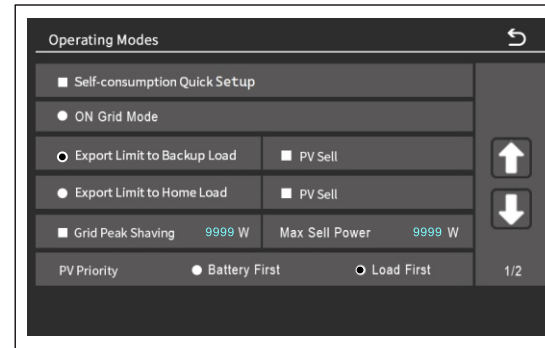 Operating Modes
Self-consumption Quick Setup
ON Grid Mode
Export Limit to Backup Load PV Sell
Export Limit to Home Load PV Sell
Grid Peak Shaving 9999 W Max Sell Power 9999 W
PV Priority Battery First Load First 1/2